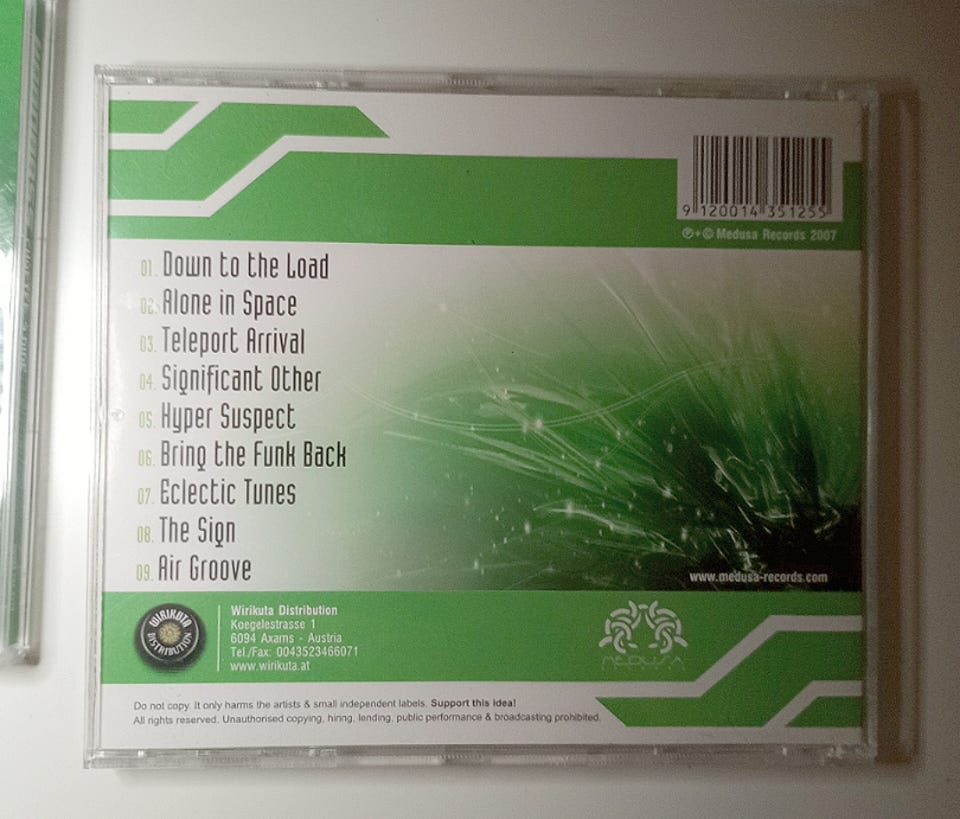 9 120014 351255
℗+© Medusa Records 2007
01. Down to the Load
02. Alone in Space
03. Teleport Arrival
04. Significant Other
05. Hyper Suspect
06. Bring the Funk Back
07. Eclectic Tunes
08. The Sign
09. Air Groove
www.medusa-records.com
WIRIKUTA
DISTRIBUTION
Wirikuta Distribution
Koegelestrasse 1
6094 Axams - Austria
Tel./Fax: 0043523466071
www.wirikuta.at
MEDUSA
Do not copy. It only harms the artists & small independent labels. Support this idea!
All rights reserved. Unauthorised copying, hiring, lending, public performance & broadcasting prohibited.